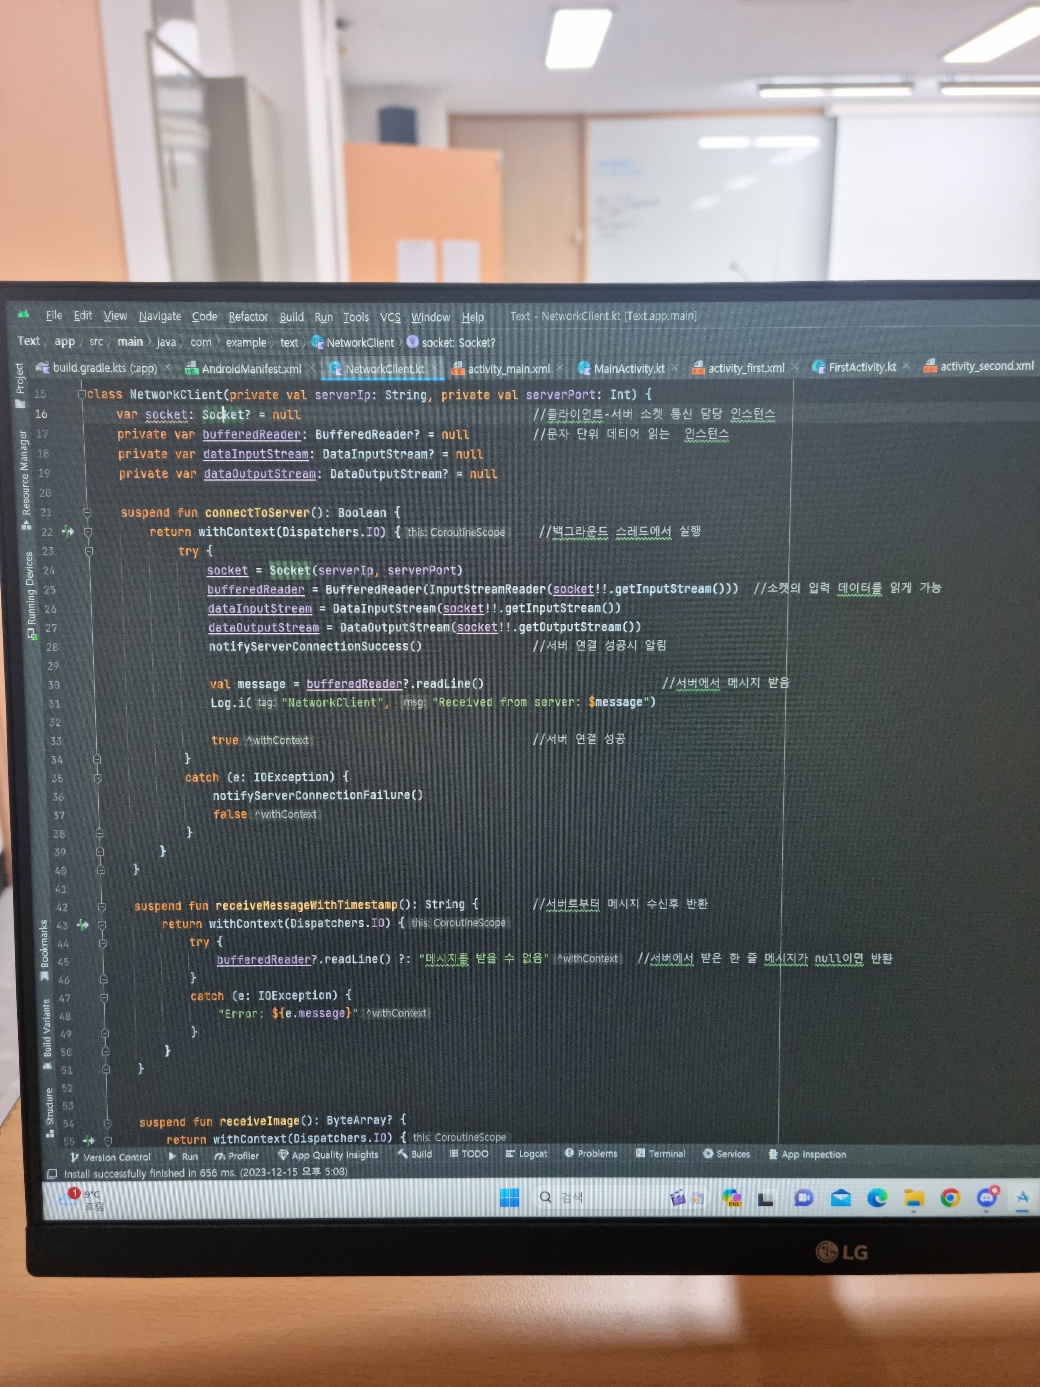 File Edit View Navigate Code Refactor Build Run Tools VCS Window Help Text - NetworkClient.kt [Text.app.main]
Text app src main java com example text NetworkClient socket: Socket?
build.gradle.kts (:app) AndroidManifest.xml NetworkClient.kt activity_main.xml MainActivity.kt activity_first.xml FirstActivity.kt activity_second.xml
Project
Resource Manager
Running Devices
Bookmarks
Build Variants
Structure
15 class NetworkClient(private val serverIp: String, private val serverPort: Int) {
16 var socket: Socket? = null //클라이언트-서버 소켓 통신 담당 인스턴스
17 private var bufferedReader: BufferedReader? = null //문자 단위 데티어 읽는 인스턴스
18 private var dataInputStream: DataInputStream? = null
19 private var dataOutputStream: DataOutputStream? = null
20
21 suspend fun connectToServer(): Boolean {
22 return withContext(Dispatchers.IO) { this: CoroutineScope //백그라운드 스레드에서 실행
23 try {
24 socket = Socket(serverIp, serverPort)
25 bufferedReader = BufferedReader(InputStreamReader(socket!!.getInputStream())) //소캣의 입력 데이터를 읽게 가능
26 dataInputStream = DataInputStream(socket!!.getInputStream())
27 dataOutputStream = DataOutputStream(socket!!.getOutputStream())
28 notifyServerConnectionSuccess() //서버 연결 성공시 알림
29
30 val message = bufferedReader?.readLine() //서버에서 메시지 받음
31 Log.i( tag: "NetworkClient", msg: "Received from server: $message")
32
33 true ^withContext //서버 연결 성공
34 }
35 catch (e: IOException) {
36 notifyServerConnectionFailure()
37 false ^withContext
38 }
39 }
40 }
41
42 suspend fun receiveMessageWithTimestamp(): String { //서버로부터 메시지 수신후 반환
43 return withContext(Dispatchers.IO) { this: CoroutineScope
44 try {
45 bufferedReader?.readLine() ?: "메시지를 받을 수 없음" ^withContext //서버에서 받은 한 줄 메시지가 null이면 반환
46 }
47 catch (e: IOException) {
48 "Error: ${e.message}" ^withContext
49 }
50 }
51 }
52
53
54 suspend fun receiveImage(): ByteArray? {
55 return withContext(Dispatchers.IO) { this: CoroutineScope
Version Control Run Profiler App Quality Insights Build TODO Logcat Problems Terminal Services App Inspection
Install successfully finished in 656 ms. (2023-12-15 오후 5:08)
1 9°C
흐림
검색
LG